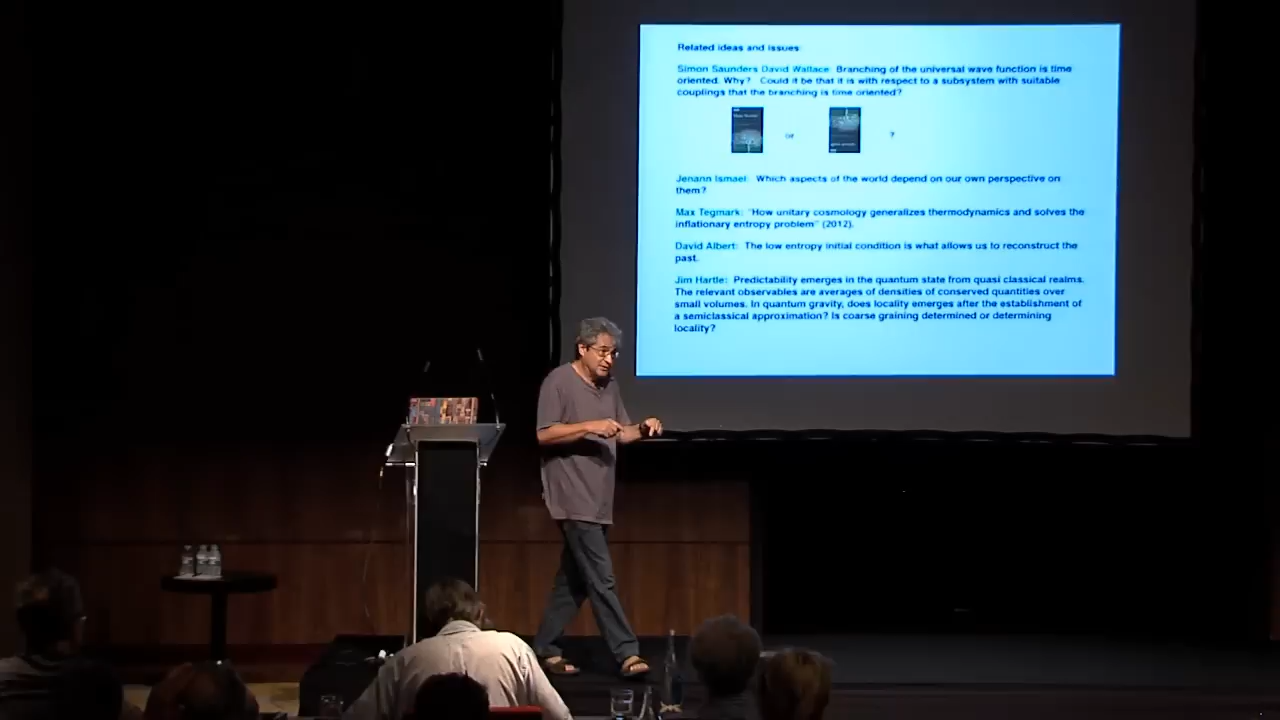 Related ideas and issues:
Simon Saunders David Wallace: Branching of the universal wave function is time
oriented. Why? Could it be that it is with respect to a subsystem with suitable
couplings that the branching is time oriented?
or ?
Jenann Ismael: Which aspects of the world depend on our own perspective on
them?
Max Tegmark: "How unitary cosmology generalizes thermodynamics and solves the
inflationary entropy problem" (2012).
David Albert: The low entropy initial condition is what allows us to reconstruct the
past.
Jim Hartle: Predictability emerges in the quantum state from quasi classical realms.
The relevant observables are averages of densities of conserved quantities over
small volumes. In quantum gravity, does locality emerges after the establishment of
a semiclassical approximation? Is coarse graining determined or determining
locality?